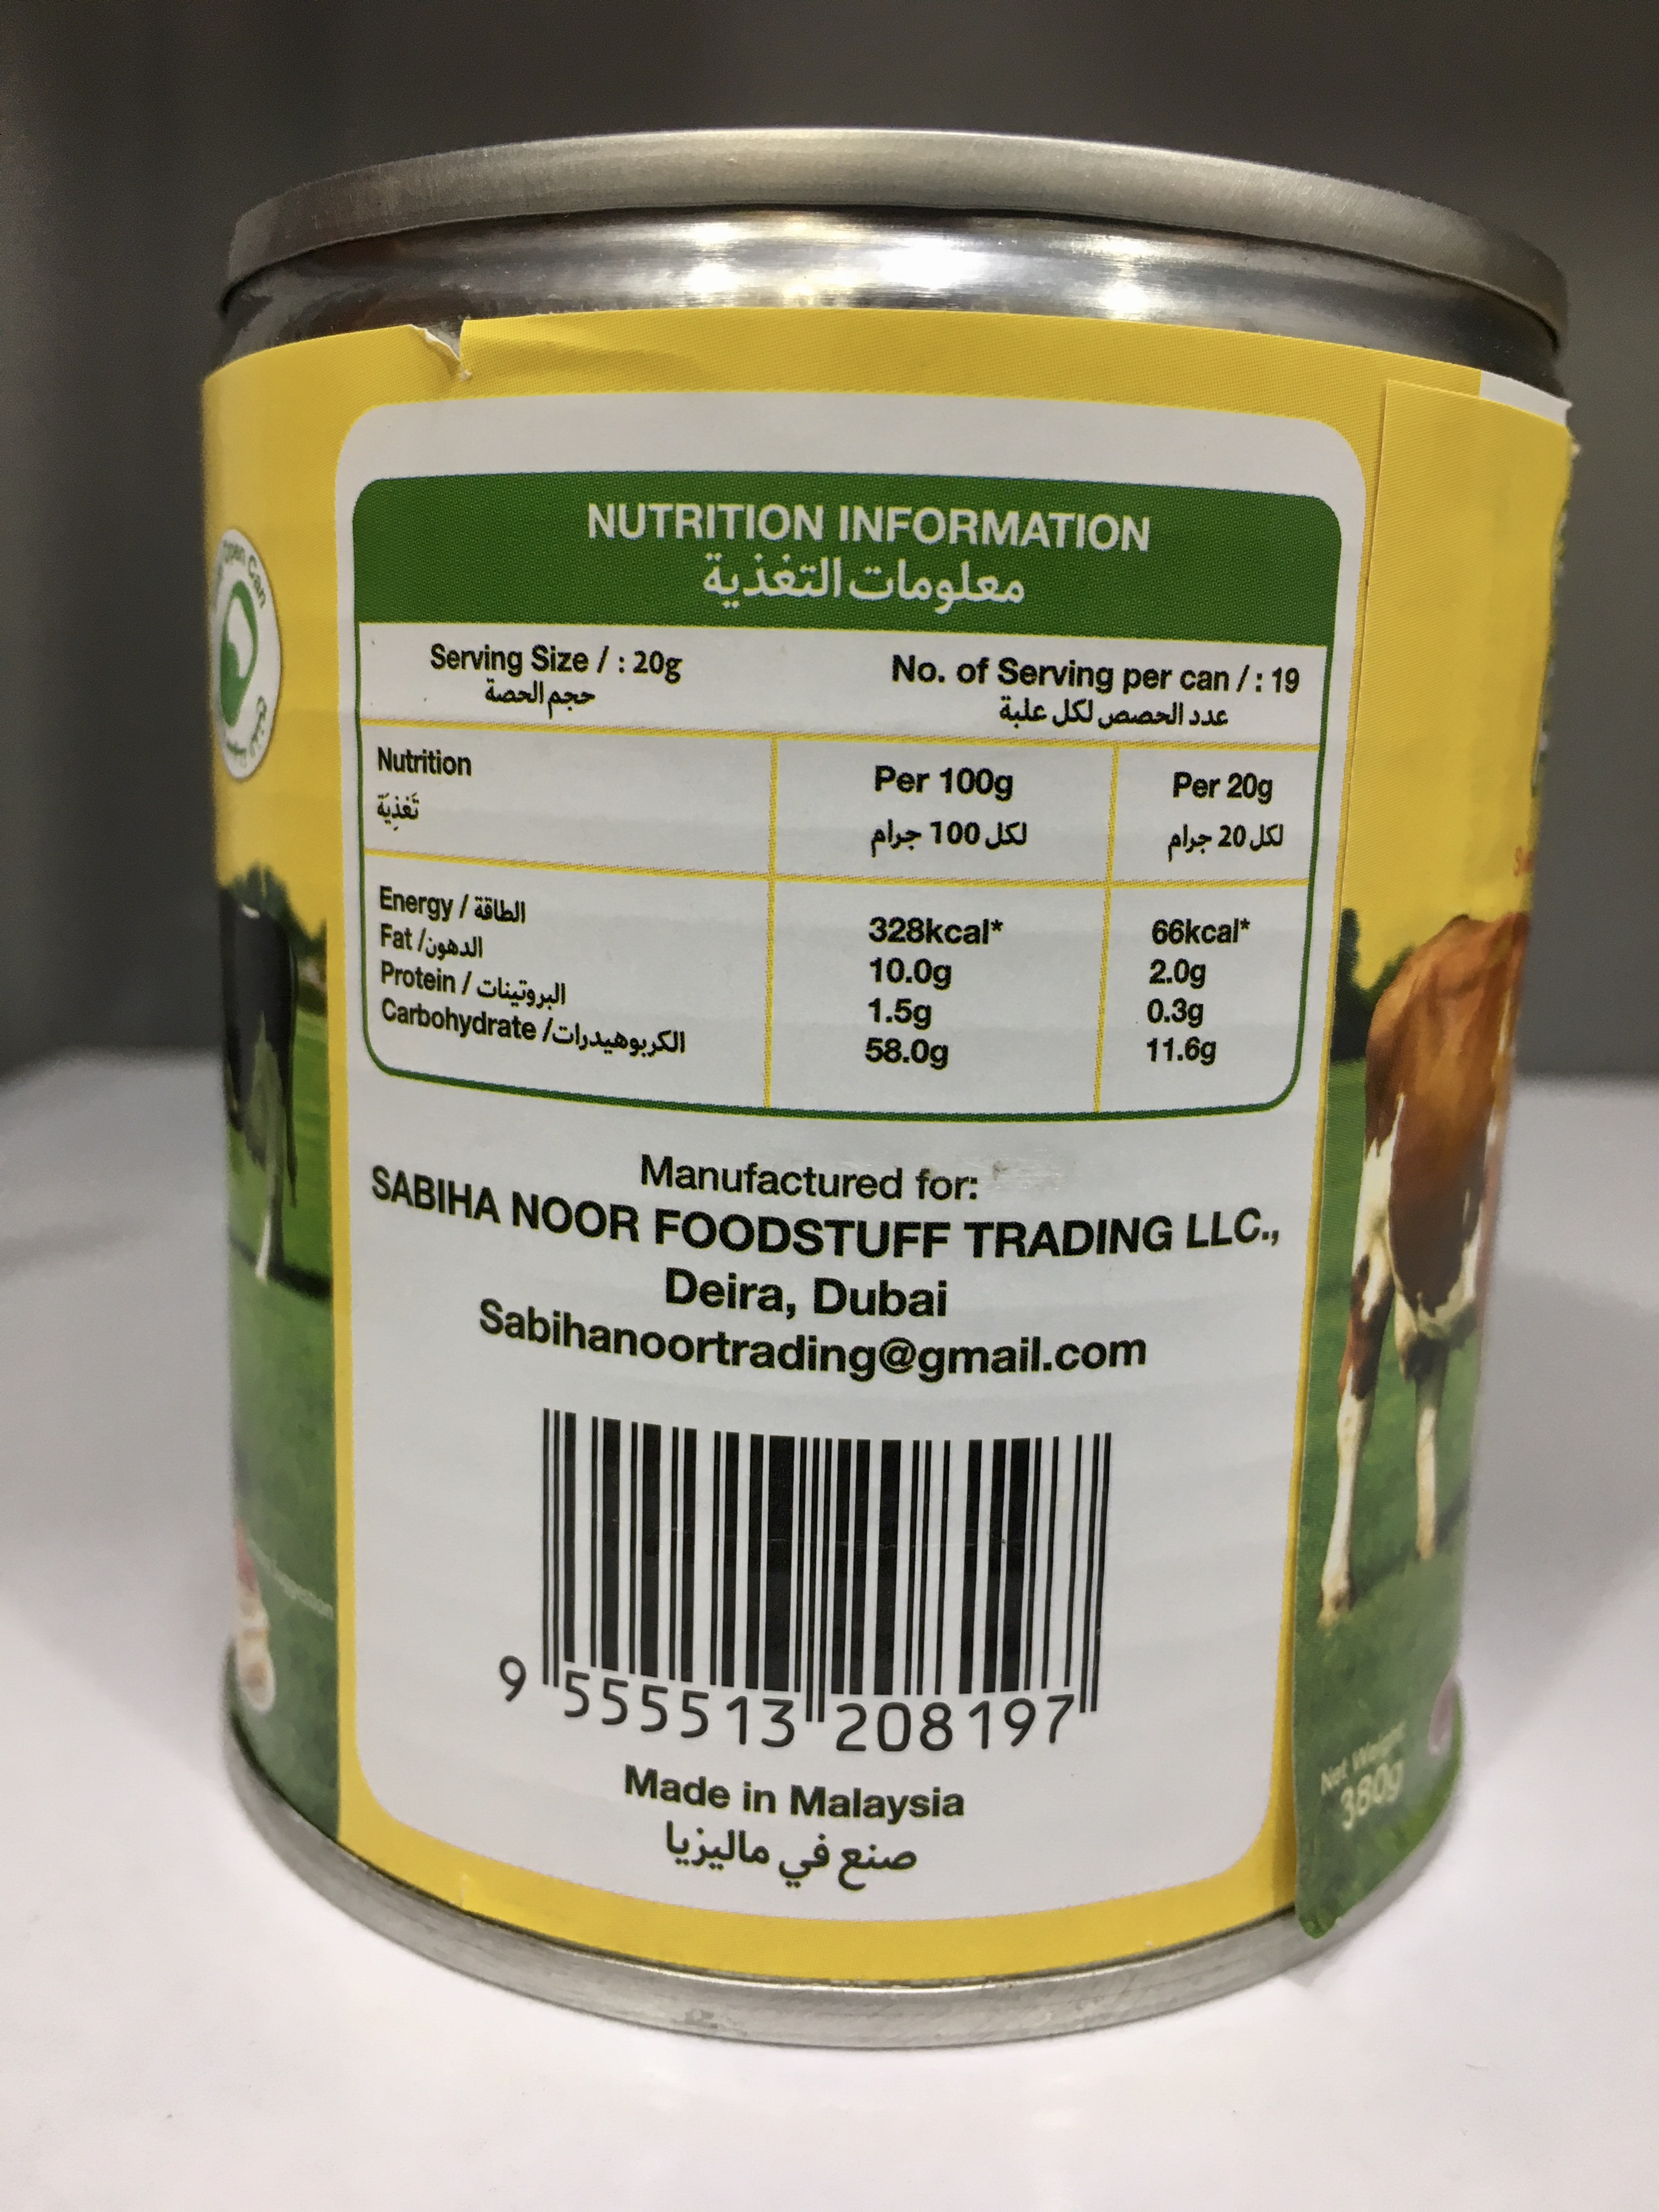 Open Can
NUTRITION INFORMATION
معلومات التغذية
Serving Size / : 20g
حجم الحصة
No. of Serving per can / : 19
عدد الحصص لكل علبة
Nutrition
تَغذِيَة
Per 100g
لكل 100 جرام
Per 20g
لكل 20 جرام
Energy / الطاقة 328kcal* 66kcal*
Fat / الدهون 10.0g 2.0g
Protein / البروتينات 1.5g 0.3g
Carbohydrate / الكربوهيدرات 58.0g 11.6g
Manufactured for:
SABIHA NOOR FOODSTUFF TRADING LLC.,
Deira, Dubai
Sabihanoortrading@gmail.com
9 555513 208197
Made in Malaysia
صنع في ماليزيا
Net Weight
380g